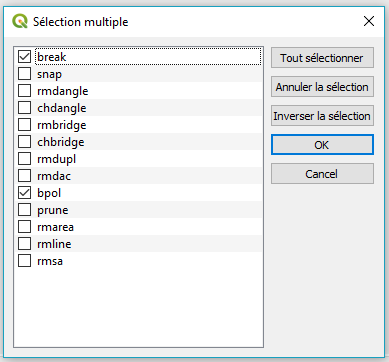 Sélection multiple
break
snap
rmdangle
chdangle
rmbridge
chbridge
rmdupl
rmdac
bpol
prune
rmarea
rmline
rmsa
Tout sélectionner
Annuler la sélection
Inverser la sélection
OK
Cancel